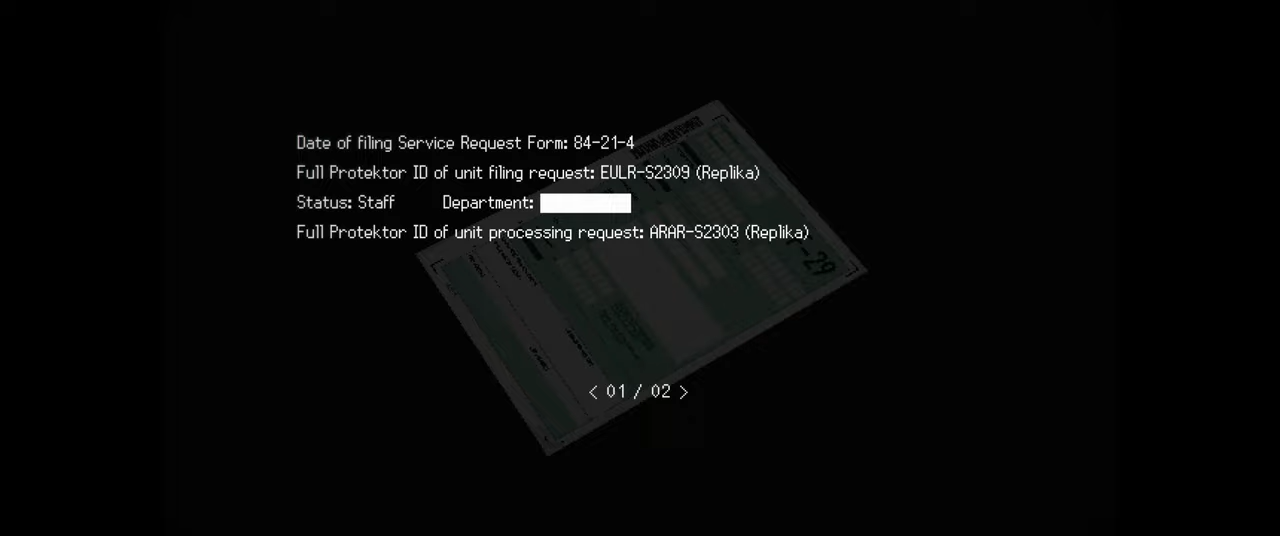 Date of filing Service Request Form: 84-21-4
Full Protektor ID of unit filing request: EULR-S2309 (Replika)
Status: Staff Department:
Full Protektor ID of unit processing request: ARAR-S2303 (Replika)
-29
< 01 / 02 >